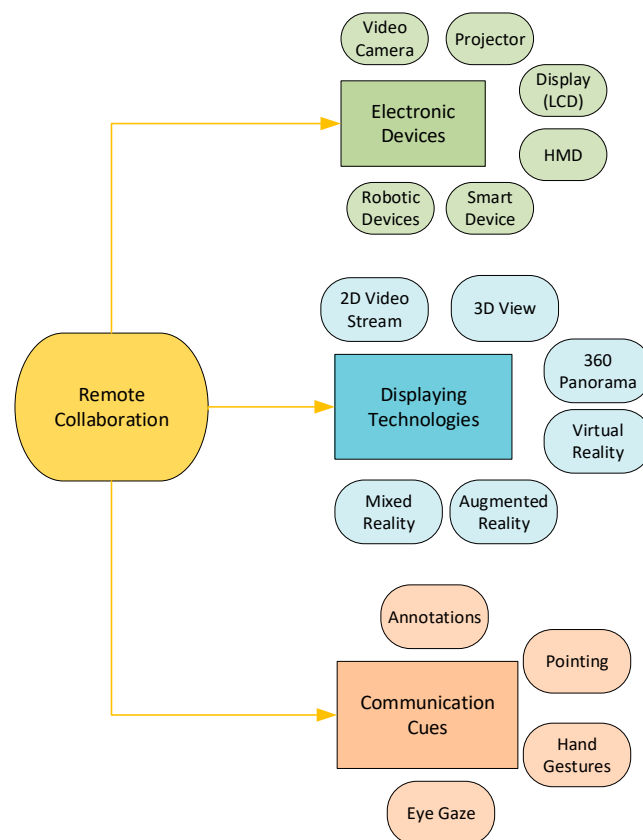 Video
Camera
Projector
Display
(LCD)
Electronic
Devices
HMD
Robotic
Devices
Smart
Device
2D Video
Stream
3D View
360
Panorama
Remote
Collaboration
Displaying
Technologies
Virtual
Reality
Mixed
Reality
Augmented
Reality
Annotations
Pointing
Communication
Cues
Hand
Gestures
Eye Gaze